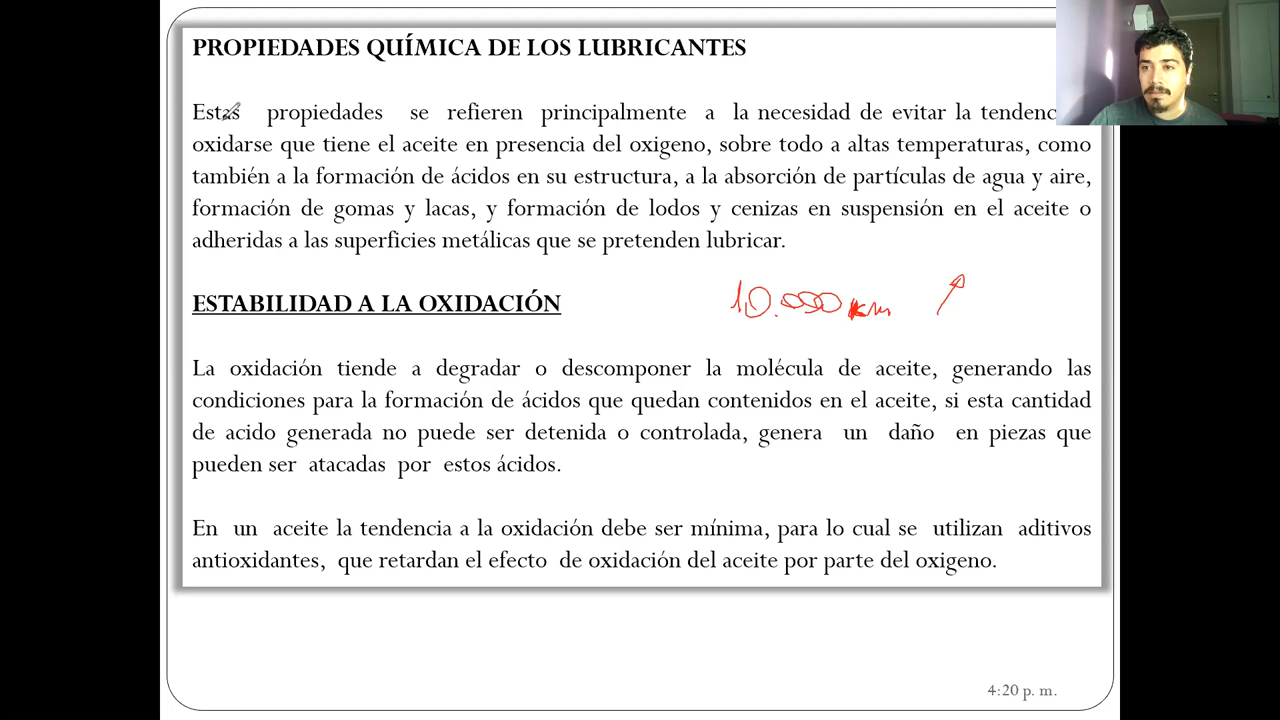 PROPIEDADES QUÍMICA DE LOS LUBRICANTES
Estas propiedades se refieren principalmente a la necesidad de evitar la
oxidarse que tiene el aceite en presencia del oxigeno, sobre todo a altas temperaturas, como
también a la formación de ácidos en su estructura, a la absorción de partículas de agua y aire,
formación de gomas y lacas, y formación de lodos y cenizas en suspensión en el aceite o
adheridas a las superficies metálicas que se pretenden lubricar.
ESTABILIDAD A LA OXIDACIÓN
10.000 km
La oxidación tiende a degradar o descomponer la molécula de aceite, generando las
condiciones para la formación de ácidos que quedan contenidos en el aceite, si esta cantidad
de acido generada no puede ser detenida o controlada, genera un daño en piezas que
pueden ser atacadas por estos ácidos.
En un aceite la tendencia a la oxidación debe ser mínima, para lo cual se utilizan aditivos
antioxidantes, que retardan el efecto de oxidación del aceite por parte del oxigeno.
4:20 p. m.